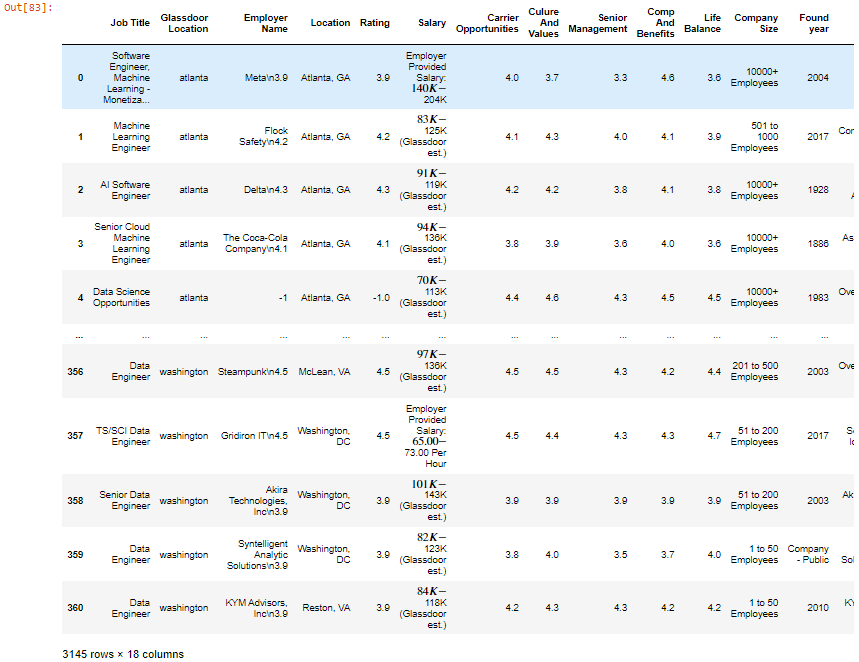 Out[83]:
Job Title Glassdoor Location Employer Name Location Rating Salary Carrier Opportunities Culure And Values Senior Management Comp And Benefits Life Balance Company Size Found year
0 Software Engineer, Machine Learning - Monetiza... atlanta Meta\n3.9 Atlanta, GA 3.9 Employer Provided Salary: 140K− 204K 4.0 3.7 3.3 4.6 3.6 10000+ Employees 2004
1 Machine Learning Engineer atlanta Flock Safety\n4.2 Atlanta, GA 4.2 83K− 125K (Glassdoor est.) 4.1 4.3 4.0 4.1 3.9 501 to 1000 Employees 2017
2 AI Software Engineer atlanta Delta\n4.3 Atlanta, GA 4.3 91K− 119K (Glassdoor est.) 4.2 4.2 3.8 4.1 3.8 10000+ Employees 1928
3 Senior Cloud Machine Learning Engineer atlanta The Coca-Cola Company\n4.1 Atlanta, GA 4.1 94K− 136K (Glassdoor est.) 3.8 3.9 3.6 4.0 3.6 10000+ Employees 1886
4 Data Science Opportunities atlanta -1 Atlanta, GA -1.0 70K− 113K (Glassdoor est.) 4.4 4.6 4.3 4.5 4.5 10000+ Employees 1983
... ... ... ... ... ... ... ... ... ... ... ... ... ...
356 Data Engineer washington Steampunk\n4.5 McLean, VA 4.5 97K− 136K (Glassdoor est.) 4.5 4.5 4.3 4.2 4.4 201 to 500 Employees 2003
357 TS/SCI Data Engineer washington Gridiron IT\n4.5 Washington, DC 4.5 Employer Provided Salary: 65.00− 73.00 Per Hour 4.5 4.4 4.3 4.3 4.7 51 to 200 Employees 2017
358 Senior Data Engineer washington Akira Technologies, Inc\n3.9 Washington, DC 3.9 101K− 143K (Glassdoor est.) 3.9 3.9 3.9 3.9 3.9 51 to 200 Employees 2003
359 Data Engineer washington Syntelligent Analytic Solutions\n3.9 Washington, DC 3.9 82K− 123K (Glassdoor est.) 3.8 4.0 3.5 3.7 4.0 1 to 50 Employees Company - Public
360 Data Engineer washington KYM Advisors, Inc\n3.9 Reston, VA 3.9 84K− 118K (Glassdoor est.) 4.2 4.3 4.3 4.2 4.2 1 to 50 Employees 2010
3145 rows × 18 columns